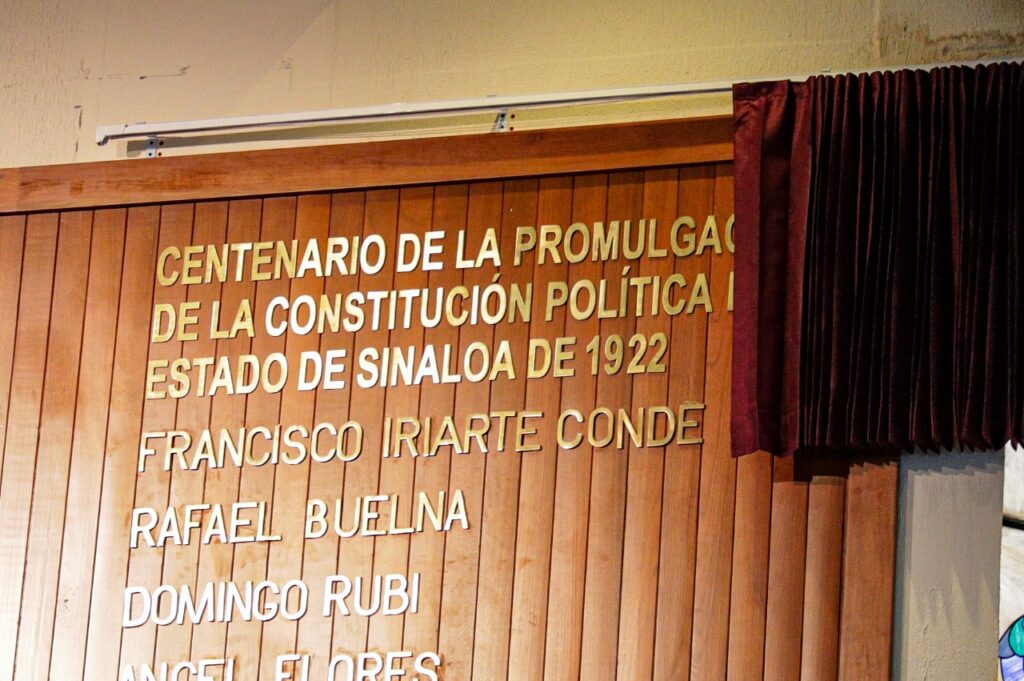 CENTENARIO DE LA PROMULGAC
DE LA CONSTITUCIÓN POLÍTICA
ESTADO DE SINALOA DE 1922
FRANCISCO IRIARTE CONDE
RAFAEL BUELNA
DOMINGO RUBI
ANGEL FLORES